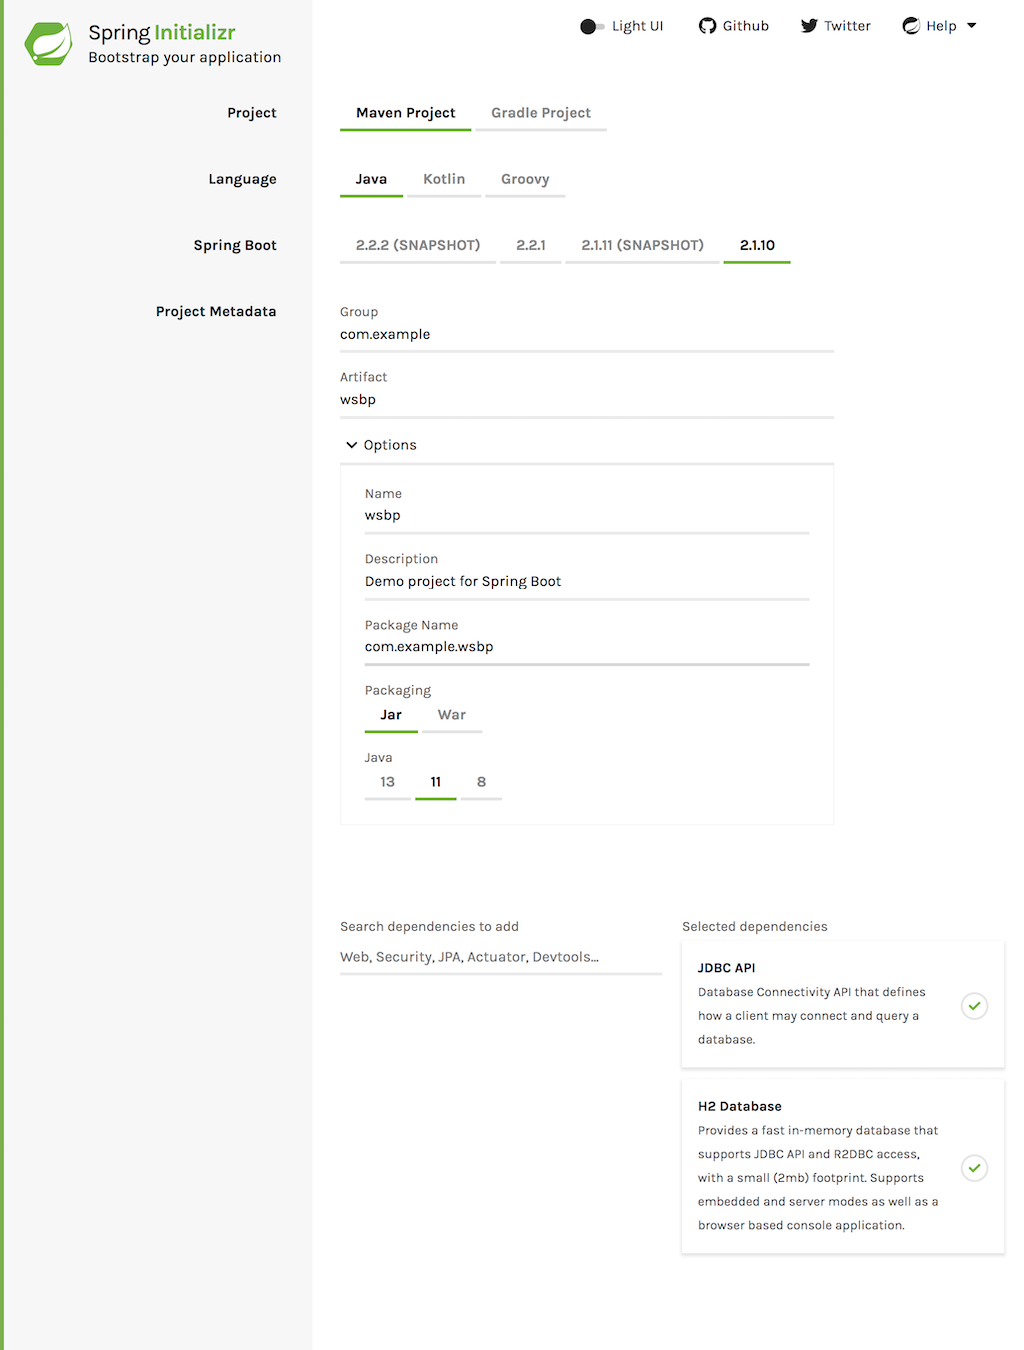 Spring Initializr
Bootstrap your application
Light UI
Github
Twitter
Help
Project
Maven Project
Gradle Project
Language
Java
Kotlin
Groovy
Spring Boot
2.2.2 (SNAPSHOT)
2.2.1
2.1.11 (SNAPSHOT)
2.1.10
Project Metadata
Group
com.example
Artifact
wsbp
Options
Name
wsbp
Description
Demo project for Spring Boot
Package Name
com.example.wsbp
Packaging
Jar
War
Java
13
11
8
Search dependencies to add
Web, Security, JPA, Actuator, Devtools...
Selected dependencies
JDBC API
Database Connectivity API that defines
how a client may connect and query a
database.
H2 Database
Provides a fast in-memory database that
supports JDBC API and R2DBC access,
with a small (2mb) footprint. Supports
embedded and server modes as well as a
browser based console application.